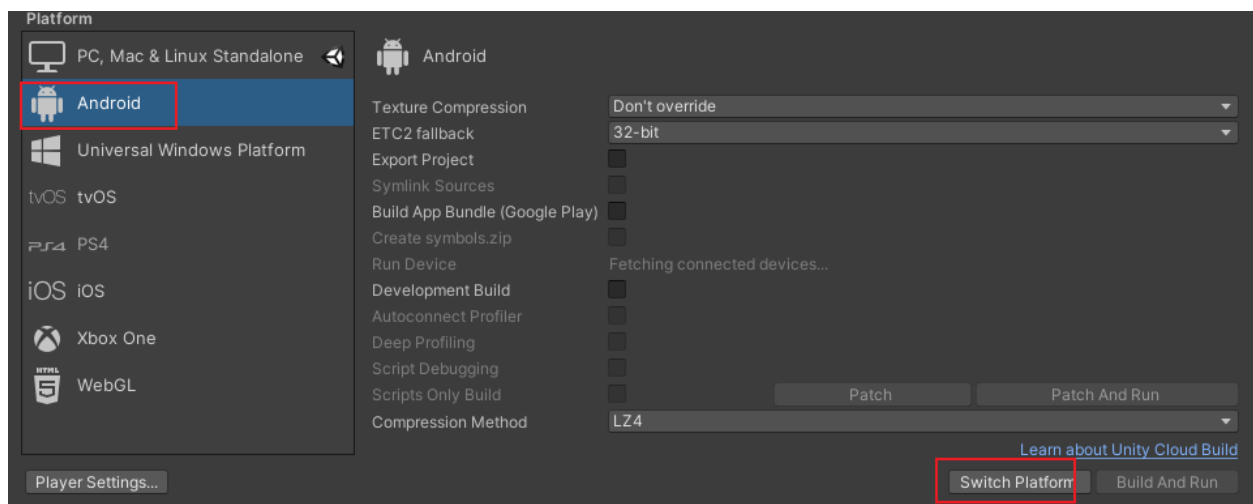 Platform
PC, Mac & Linux Standalone
Android
Universal Windows Platform
tvOS tvOS
PS4 PS4
iOS iOS
Xbox One
HTML 5 WebGL
Player Settings...
Android
Texture Compression Don't override
ETC2 fallback 32-bit
Export Project
Symlink Sources
Build App Bundle (Google Play)
Create symbols.zip
Run Device Fetching connected devices...
Development Build
Autoconnect Profiler
Deep Profiling
Script Debugging
Scripts Only Build Patch Patch And Run
Compression Method LZ4
Learn about Unity Cloud Build
Switch Platform Build And Run